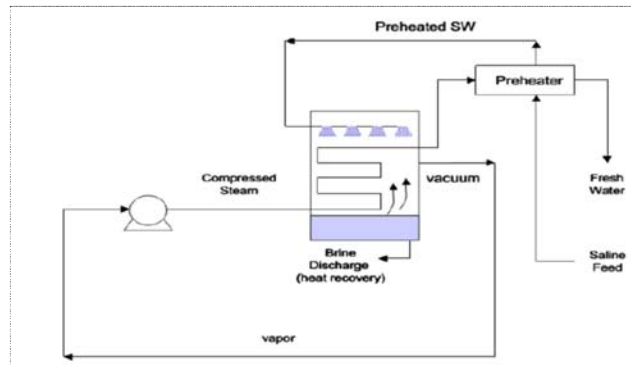 Preheated SW
Preheater
Compressed
Steam
vacuum
Fresh
Water
Brine
Discharge
(heat recovery)
Saline
Feed
vapor